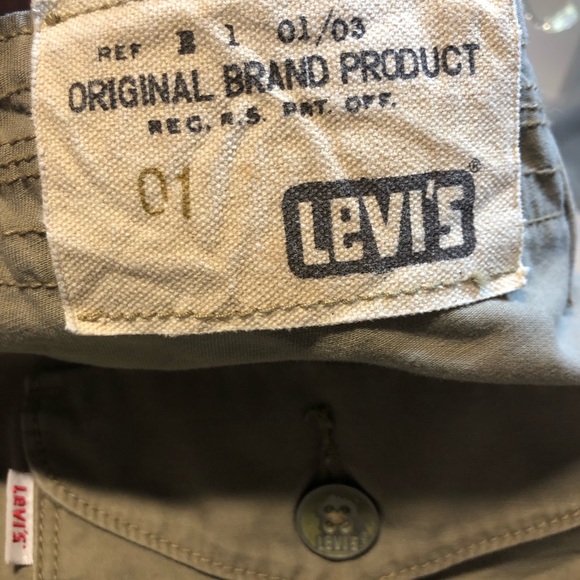 REF B 1 01/03
ORIGINAL BRAND PRODUCT
REG. R.S. PAT. OFF.
01
LEVI'S®
LEVI'S
LEVI'S